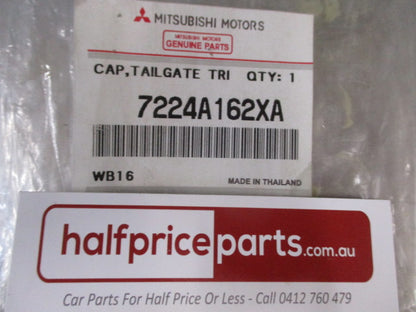 MITSUBISHI MOTORS
MITSUBISHI MOTORS
GENUINE PARTS
CAP,TAILGATE TRI QTY: 1
7224A162XA
WB16 MADE IN THAILAND
halfpriceparts.com.au
Car Parts For Half Price Or Less - Call 0412 760 479